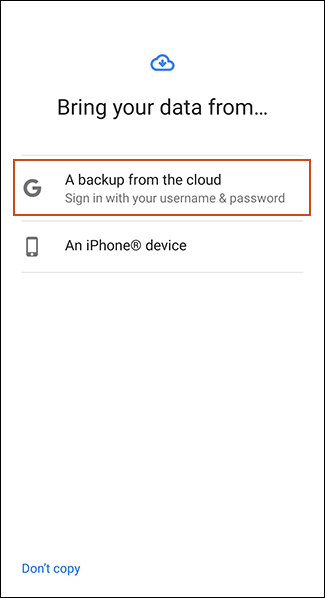 Bring your data from...
A backup from the cloud
Sign in with your username & password
An iPhone® device
Don't copy